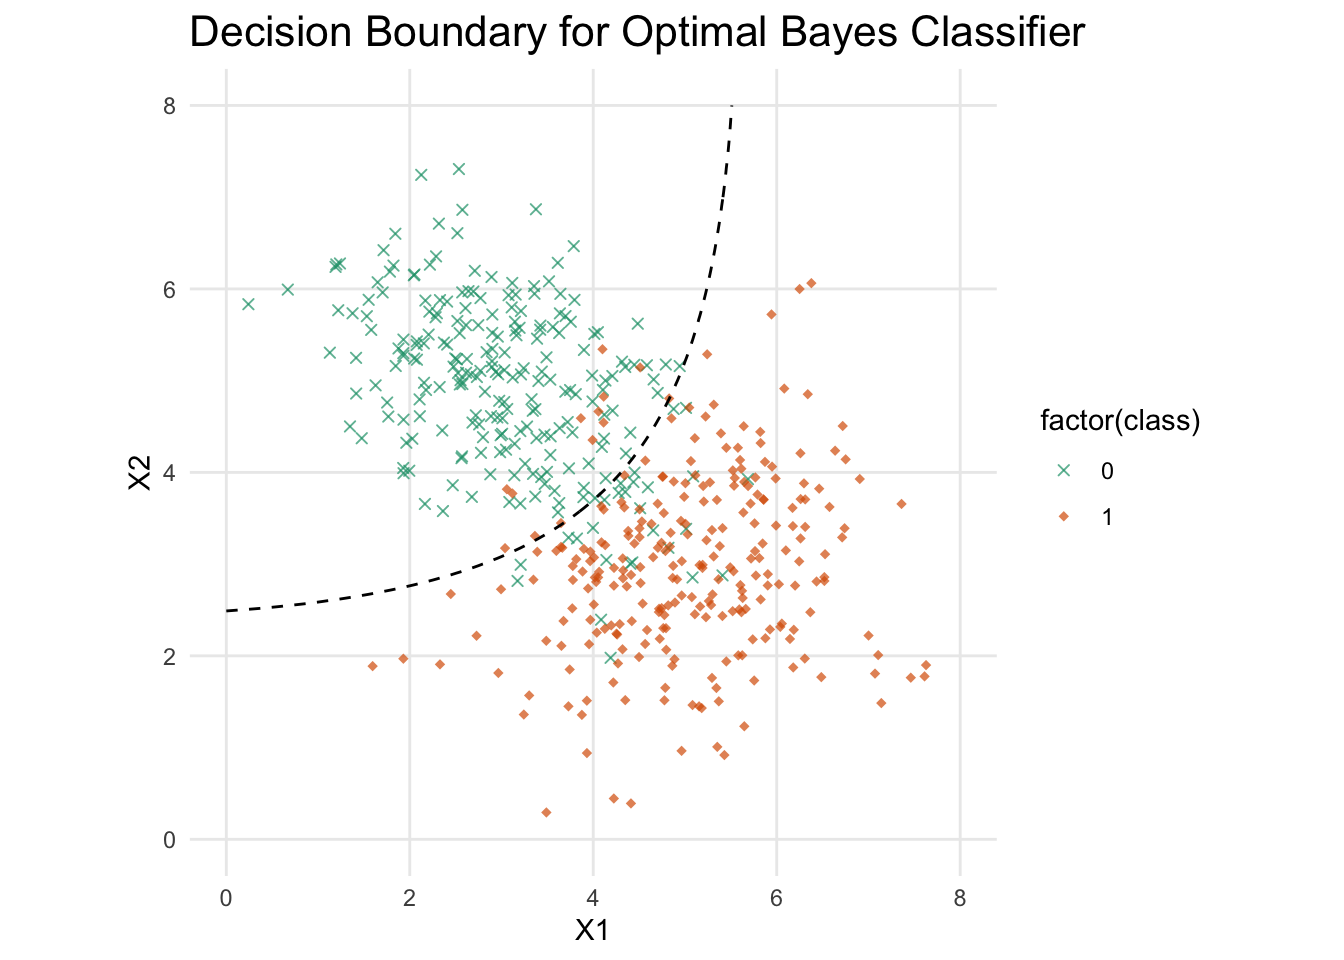 Decision Boundary for Optimal Bayes Classifier
8
6
4
2
0
X2
0 2 4 6 8
X1
factor(class)
0
1